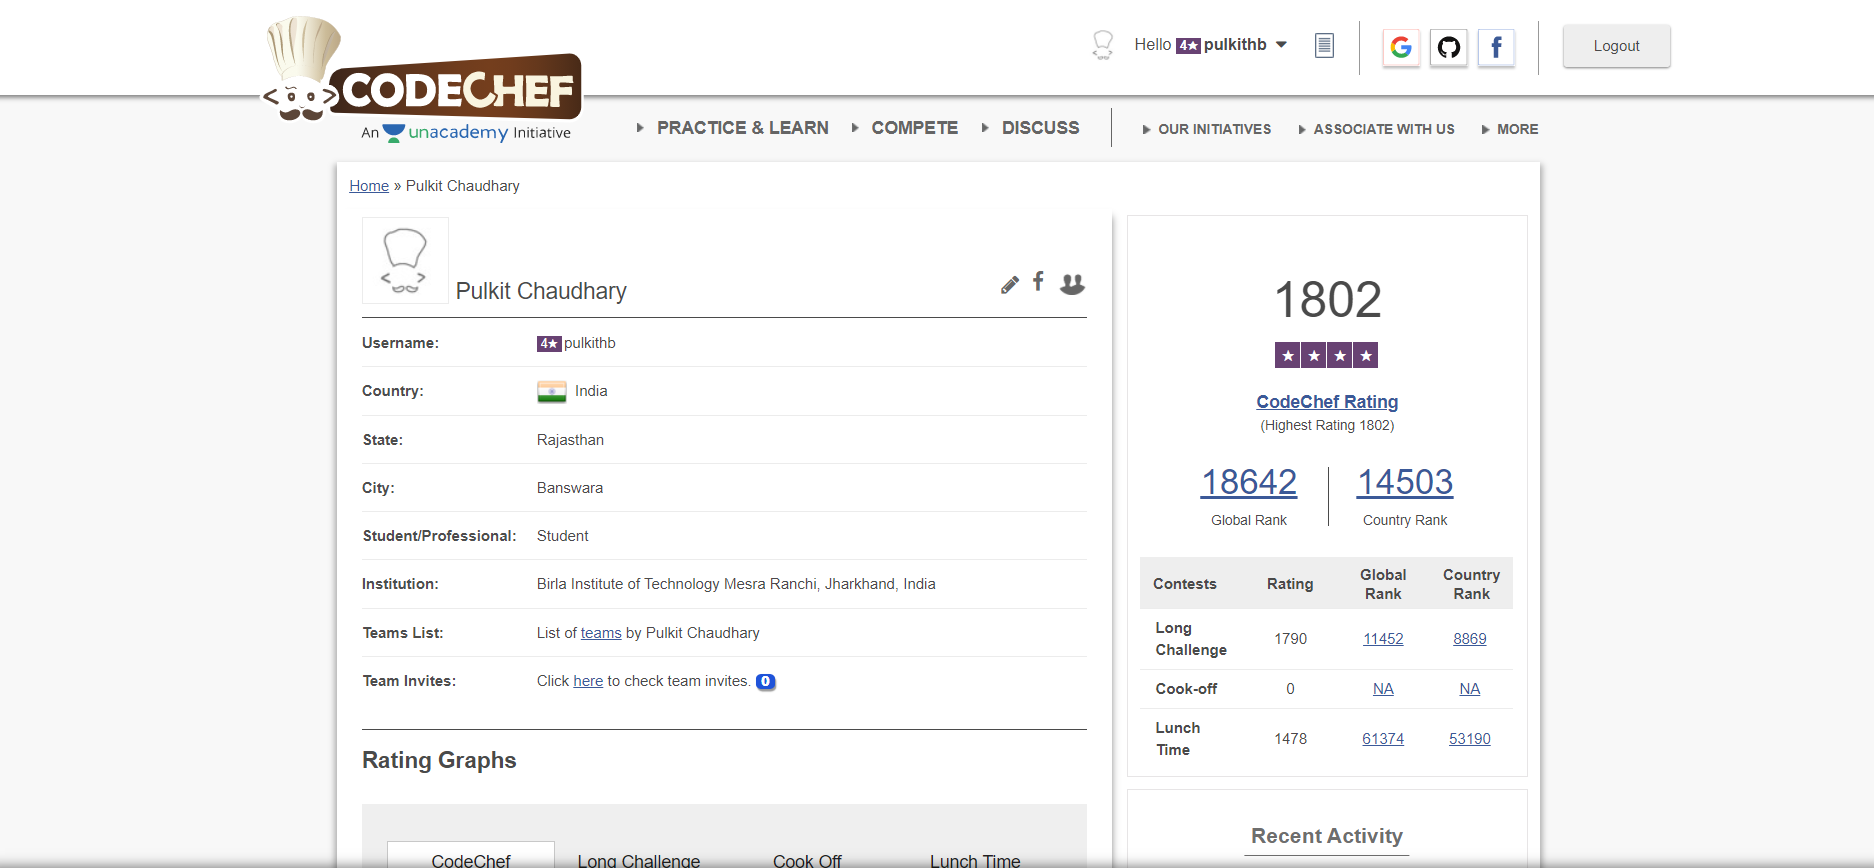 CODECHEF
An unacademy Initiative
Hello 4★ pulkithb
Logout
PRACTICE & LEARN
COMPETE
DISCUSS
OUR INITIATIVES
ASSOCIATE WITH US
MORE
Home » Pulkit Chaudhary
Pulkit Chaudhary
Username: 4★ pulkithb
Country: India
State: Rajasthan
City: Banswara
Student/Professional: Student
Institution: Birla Institute of Technology Mesra Ranchi, Jharkhand, India
Teams List: List of teams by Pulkit Chaudhary
Team Invites: Click here to check team invites. 0
Rating Graphs
CodeChef Long Challenge Cook Off Lunch Time
1802
★★★★
CodeChef Rating
(Highest Rating 1802)
18642 14503
Global Rank Country Rank
Contests Rating Global Rank Country Rank
Long Challenge 1790 11452 8869
Cook-off 0 NA NA
Lunch Time 1478 61374 53190
Recent Activity